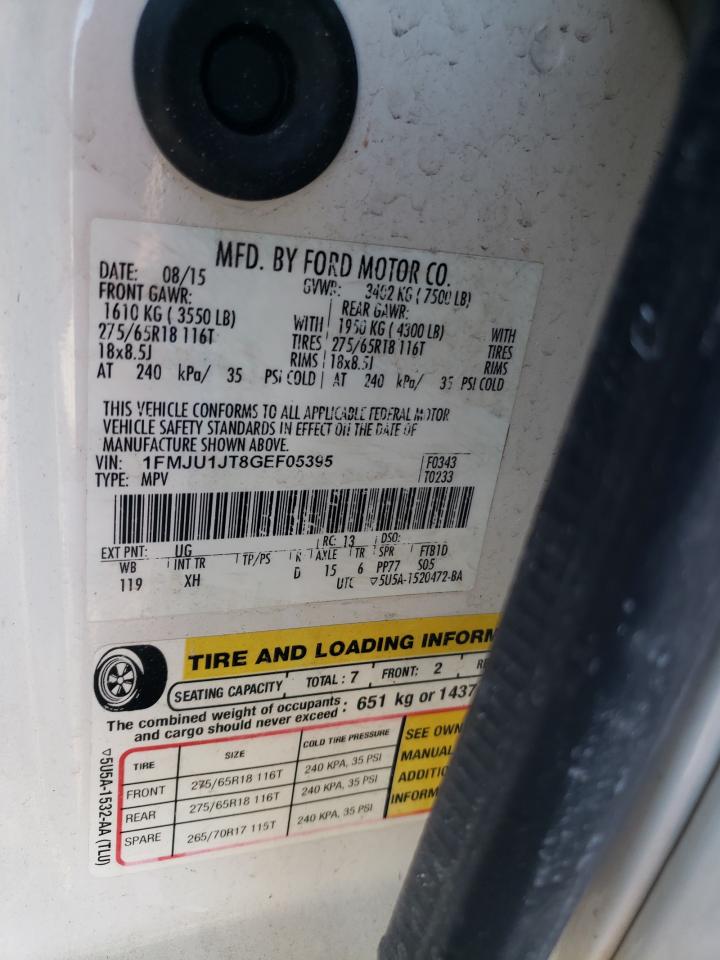 MFD. BY FORD MOTOR CO.
DATE: 08/15 GVWR: 3402 KG ( 7500 LB)
FRONT GAWR: REAR GAWR:
1610 KG ( 3550 LB) WITH 1950 KG ( 4300 LB) WITH
275/65R18 116T TIRES 275/65R18 116T TIRES
18x8.5J RIMS 18x8.5J RIMS
AT 240 kPa/ 35 PSI COLD AT 240 kPa/ 35 PSI COLD
THIS VEHICLE CONFORMS TO ALL APPLICABLE FEDERAL MOTOR
VEHICLE SAFETY STANDARDS IN EFFECT ON THE DATE OF
MANUFACTURE SHOWN ABOVE.
VIN: 1FMJU1JT8GEF05395 F0343
TYPE: MPV T0233
EXT PNT: UG RC: 13 DSO:
WB INT TR TP/PS R AXLE TR SPR FTB1D
119 XH D 15 6 PP77 S05
UTC ▽5U5A-1520472-BA
TIRE AND LOADING INFORM
SEATING CAPACITY TOTAL : 7 FRONT: 2 RE
The combined weight of occupants
and cargo should never exceed : 651 kg or 1437
TIRE SIZE COLD TIRE PRESSURE
FRONT 275/65R18 116T 240 KPA, 35 PSI
REAR 275/65R18 116T 240 KPA, 35 PSI
SPARE 265/70R17 115T 240 KPA, 35 PSI
SEE OWN
MANUAL
ADDITIO
INFORM
▽5U5A-1532-AA (TLU)